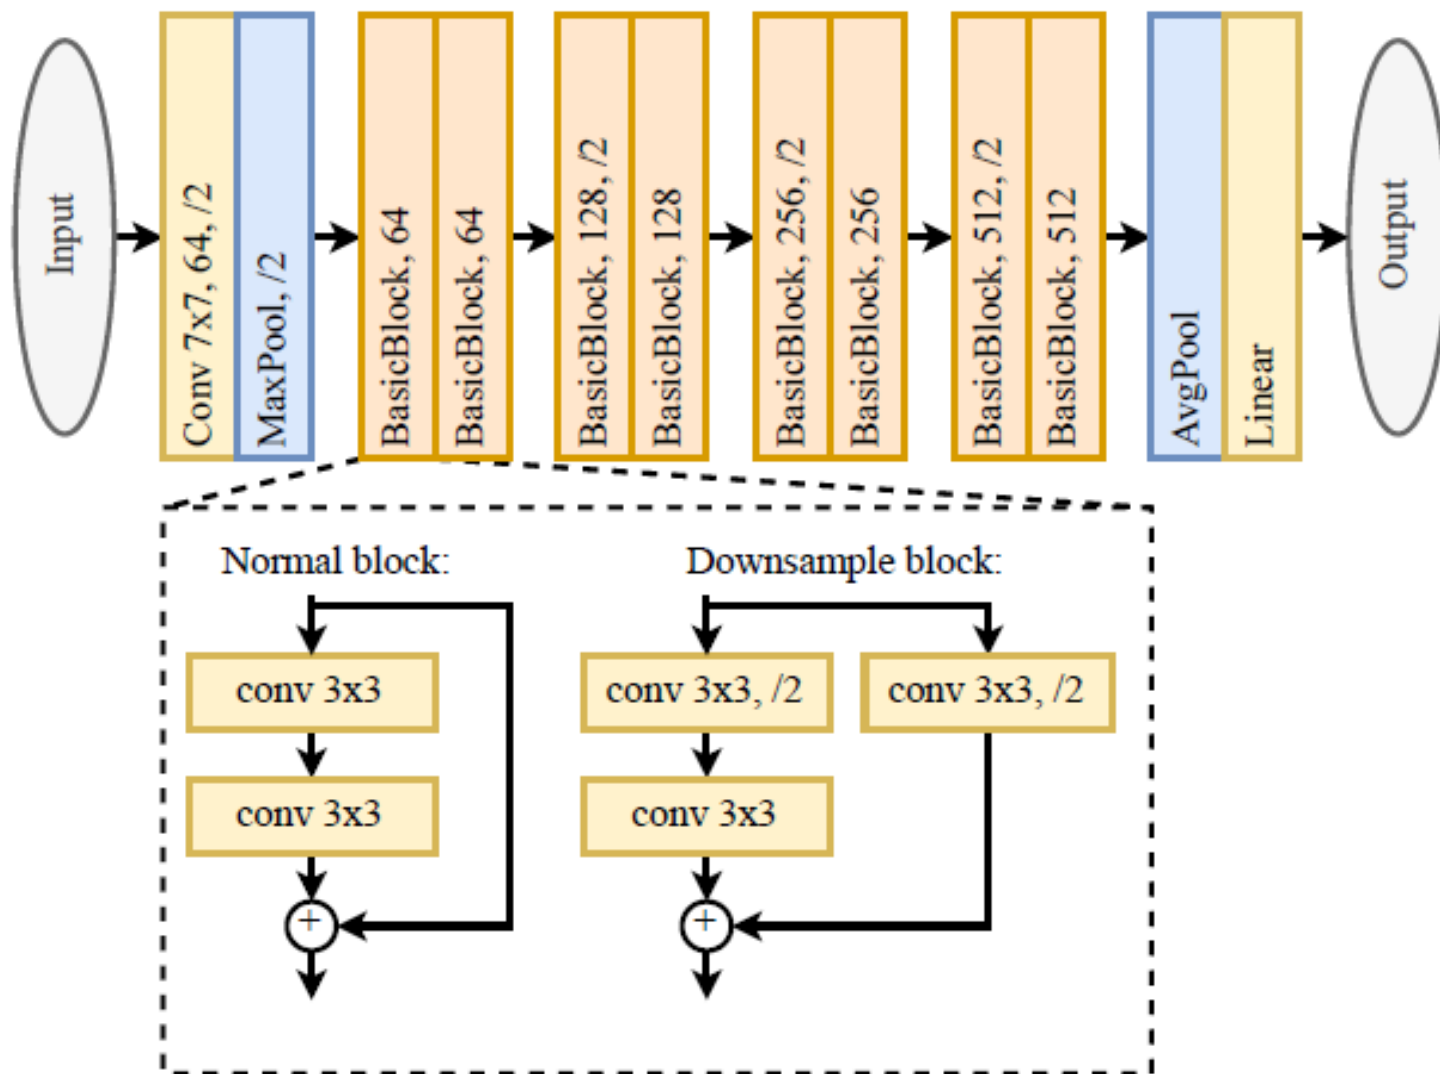 Input
Conv 7x7, 64, /2
MaxPool, /2
BasicBlock, 64
BasicBlock, 64
BasicBlock, 128, /2
BasicBlock, 128
BasicBlock, 256, /2
BasicBlock, 256
BasicBlock, 512, /2
BasicBlock, 512
AvgPool
Linear
Output
Normal block:
conv 3x3
conv 3x3
+
Downsample block:
conv 3x3, /2
conv 3x3, /2
conv 3x3
+